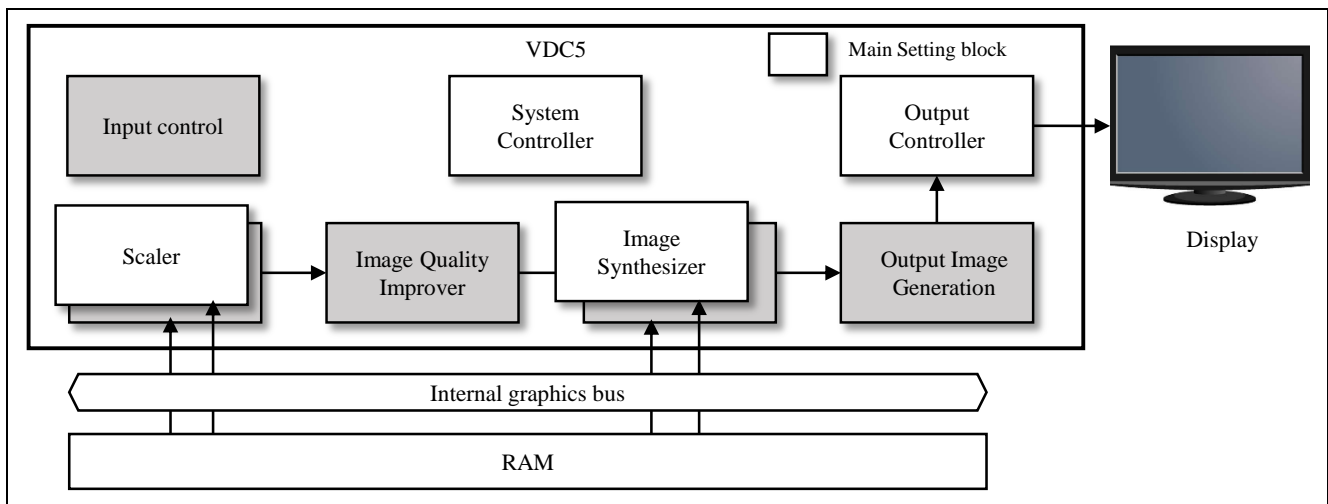 VDC5
Main Setting block
Input control
System
Controller
Output
Controller
Scaler
Image Quality
Improver
Image
Synthesizer
Output Image
Generation
Display
Internal graphics bus
RAM